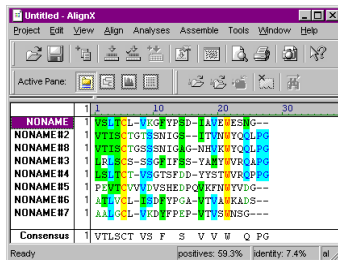 Untitled - AlignX
Project Edit View Align Analyses Assemble Tools Window Help
Active Pane:
1 1 10 20 30
NONAME 1 VSLTCL-VKGFYPSD-IAVEWESNG--
NONAME#2 1 VTISCTGTSSNIGS--ITVNWYQQLPG
NONAME#8 1 VTISCTGSSSNIGAG-NHVKWYQQLPG
NONAME#3 1 LRLSCS-SSGFIFSS-YAMYWVRQAPG
NONAME#4 1 LSLTCT-VSGTSFDD-YYSTWVRQPPG
NONAME#5 1 PEVTCVVVDVSHEDPQVKFNWYVDG--
NONAME#6 1 ATLVCL-ISDFYPGA-VTVAWKADS--
NONAME#7 1 AALGCL-VKDYFPEP-VTVSWNSG---
Consensus 1 VTLSCT VS F S V W Q PG
Ready positives: 59.3% identity: 7.4% al